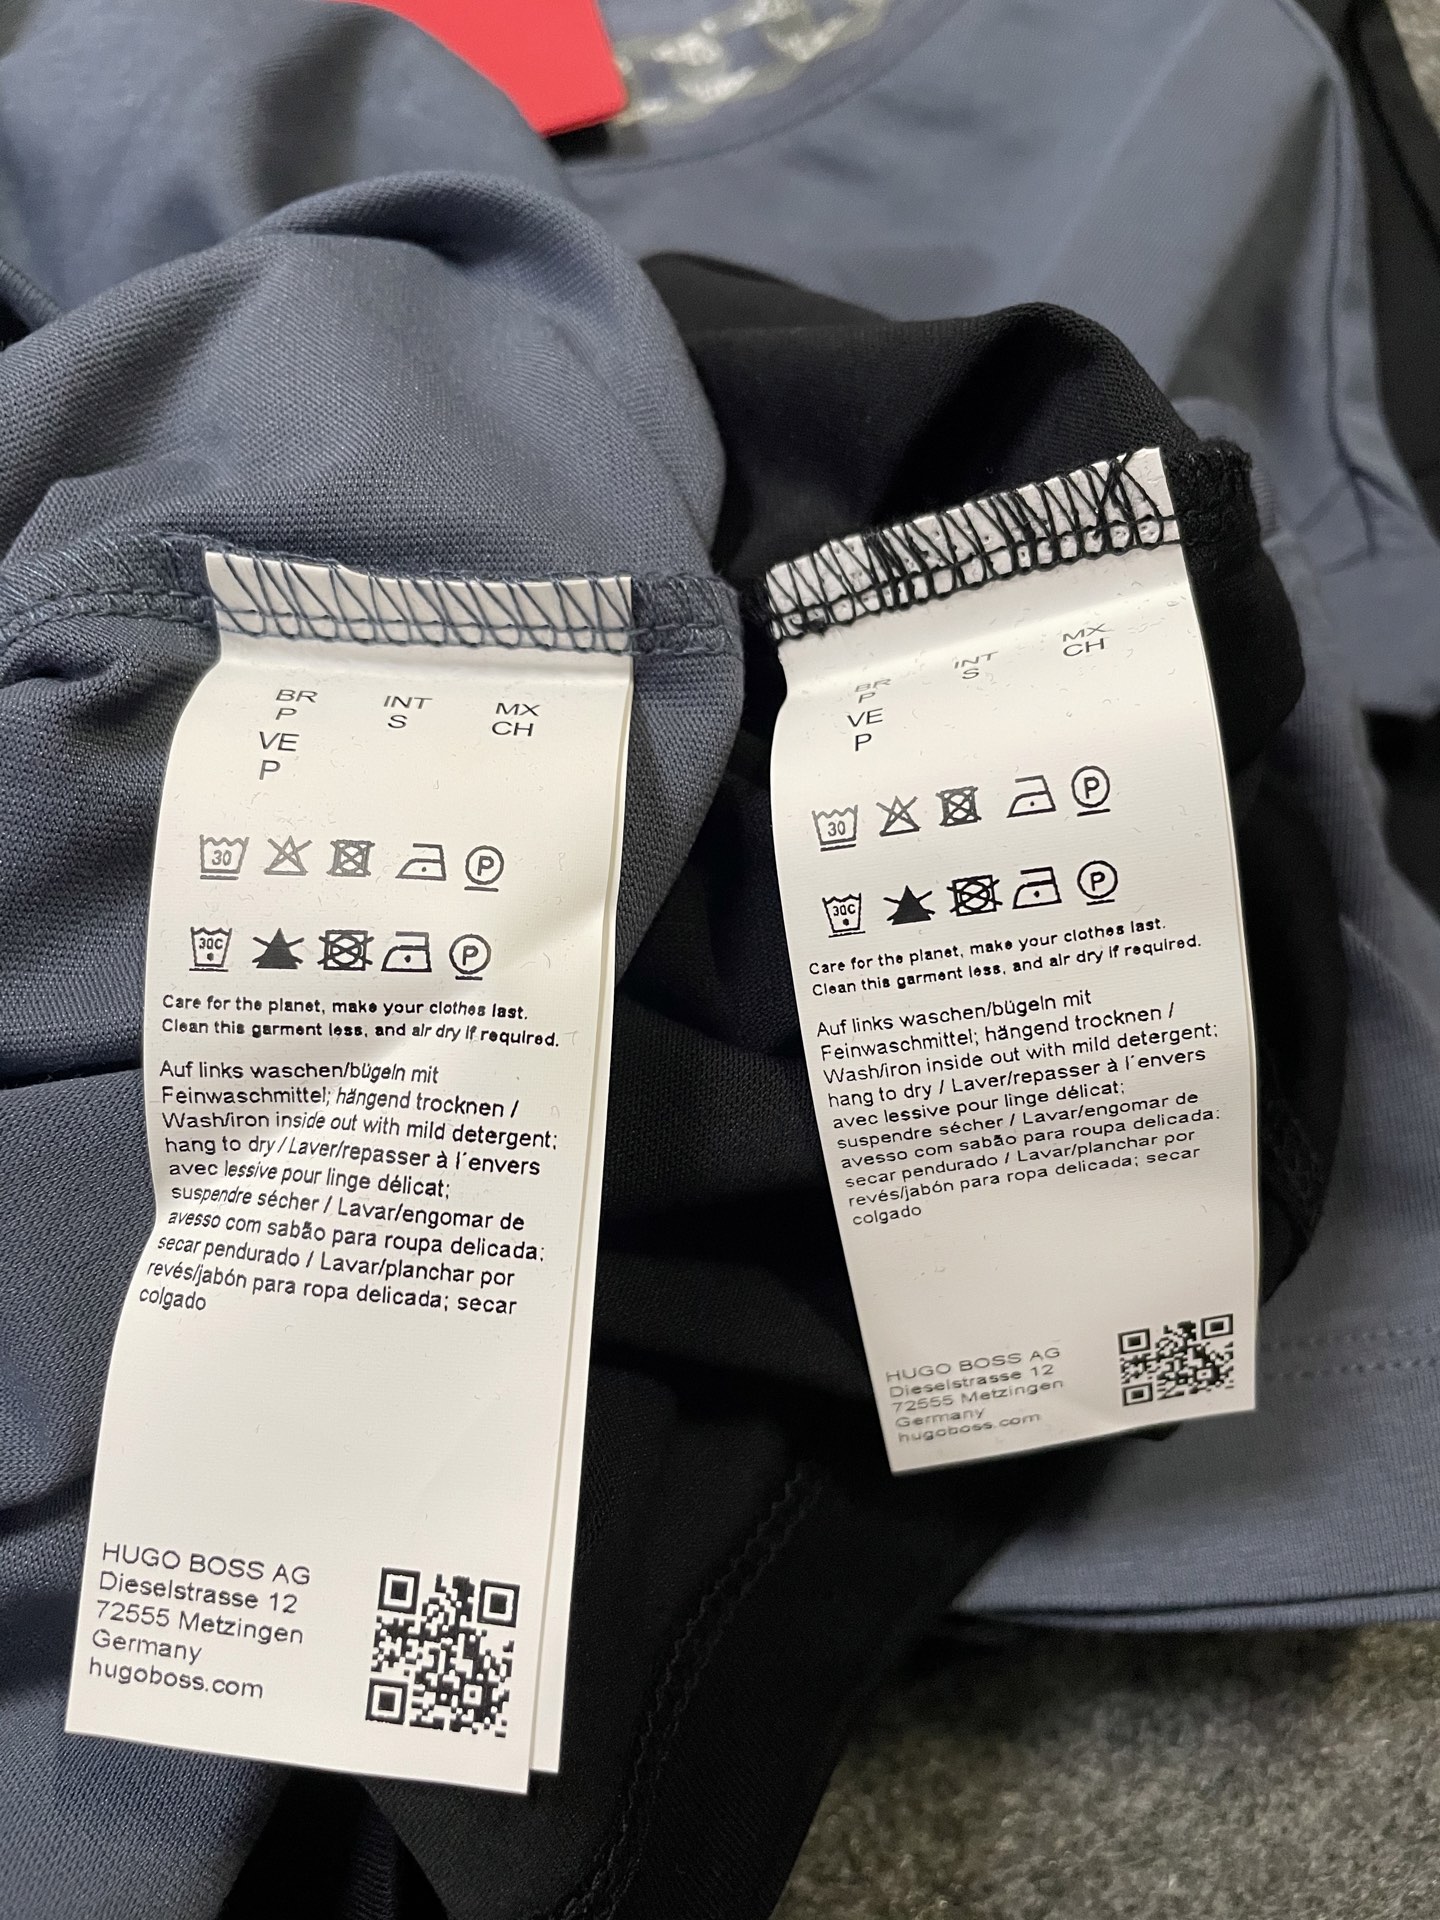 BR INT MX
P S CH
VE
P
30 P
30C P
Care for the planet, make your clothes last.
Clean this garment less, and air dry if required.
Auf links waschen/bügeln mit
Feinwaschmittel; hängend trocknen /
Wash/iron inside out with mild detergent;
hang to dry / Laver/repasser à l´envers
avec lessive pour linge délicat;
suspendre sécher / Lavar/engomar de
avesso com sabão para roupa delicada;
secar pendurado / Lavar/planchar por
revés/jabón para ropa delicada; secar
colgado
HUGO BOSS AG
Dieselstrasse 12
72555 Metzingen
Germany
hugoboss.com
BR INT MX
P S CH
VE
P
30 P
30C P
Care for the planet, make your clothes last.
Clean this garment less, and air dry if required.
Auf links waschen/bügeln mit
Feinwaschmittel; hängend trocknen /
Wash/iron inside out with mild detergent;
hang to dry / Laver/repasser à l´envers
avec lessive pour linge délicat;
suspendre sécher / Lavar/engomar de
avesso com sabão para roupa delicada;
secar pendurado / Lavar/planchar por
revés/jabón para ropa delicada; secar
colgado
HUGO BOSS AG
Dieselstrasse 12
72555 Metzingen
Germany
hugoboss.com